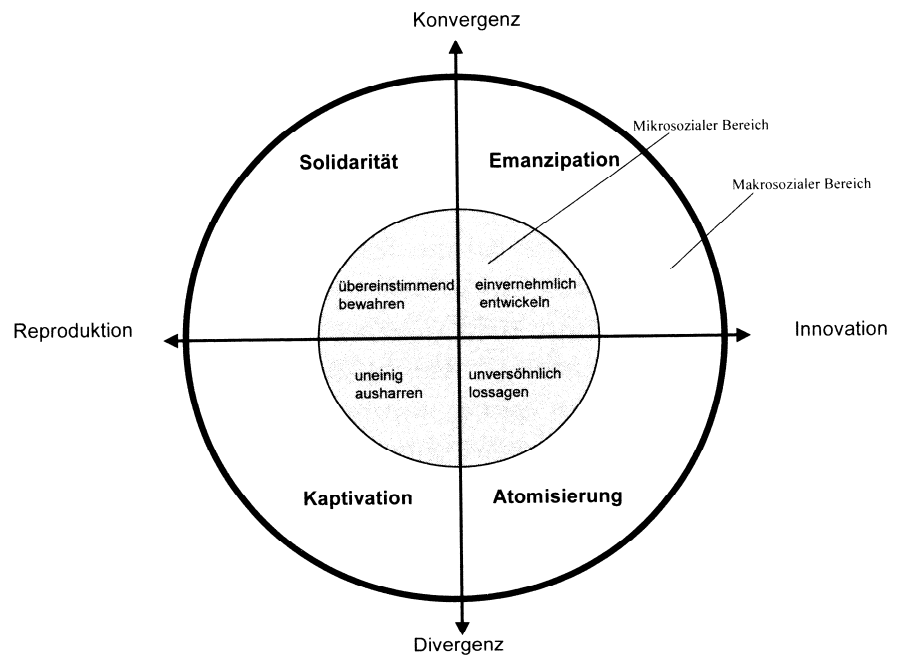 Konvergenz
Mikrosozialer Bereich
Solidarität
Emanzipation
Makrosozialer Bereich
übereinstimmend
bewahren
einvernehmlich
entwickeln
Reproduktion
Innovation
uneinig
ausharren
unversöhnlich
lossagen
Kaptivation
Atomisierung
Divergenz